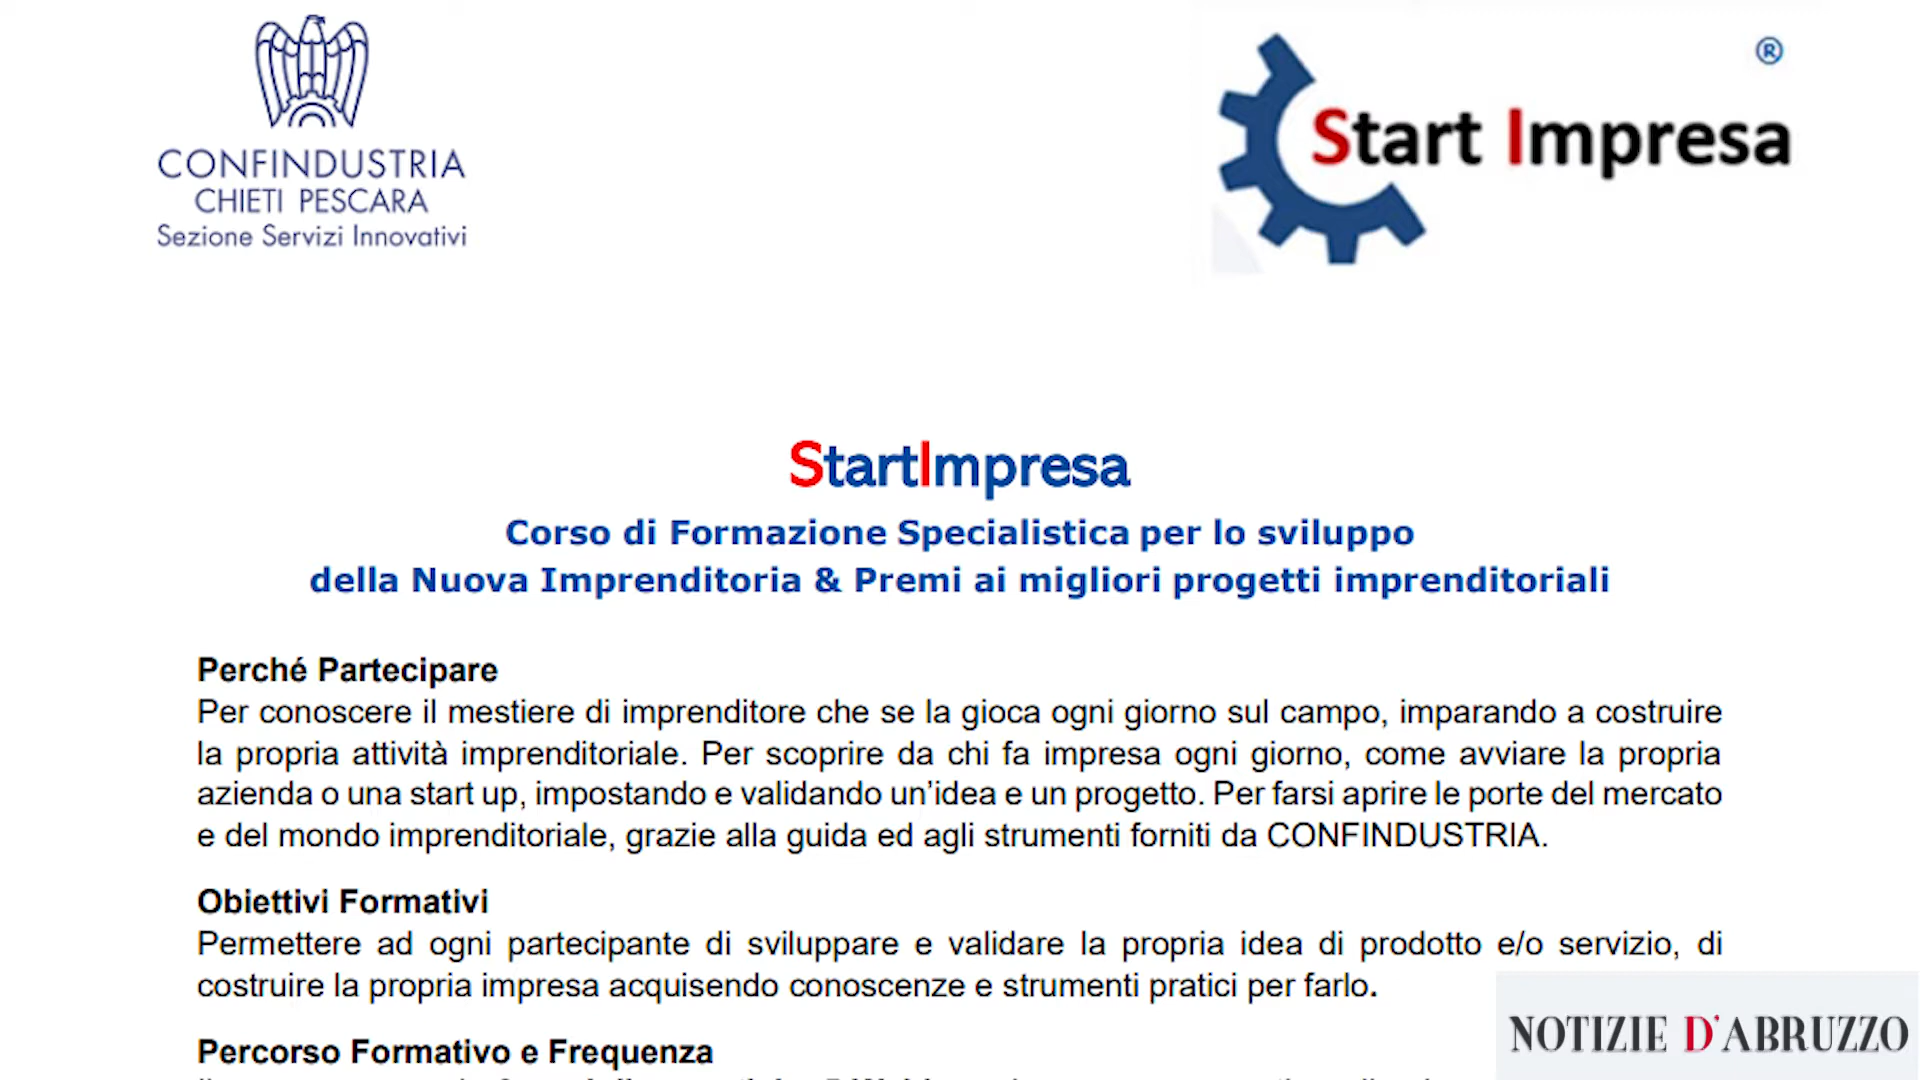 CONFINDUSTRIA
CHIETI PESCARA
Sezione Servizi Innovativi
®
Start Impresa
StartImpresa
Corso di Formazione Specialistica per lo sviluppo
della Nuova Imprenditoria & Premi ai migliori progetti imprenditoriali
Perché Partecipare
Per conoscere il mestiere di imprenditore che se la gioca ogni giorno sul campo, imparando a costruire
la propria attività imprenditoriale. Per scoprire da chi fa impresa ogni giorno, come avviare la propria
azienda o una start up, impostando e validando un’idea e un progetto. Per farsi aprire le porte del mercato
e del mondo imprenditoriale, grazie alla guida ed agli strumenti forniti da CONFINDUSTRIA.
Obiettivi Formativi
Permettere ad ogni partecipante di sviluppare e validare la propria idea di prodotto e/o servizio, di
costruire la propria impresa acquisendo conoscenze e strumenti pratici per farlo.
Percorso Formativo e Frequenza
NOTIZIE D'ABRUZZO